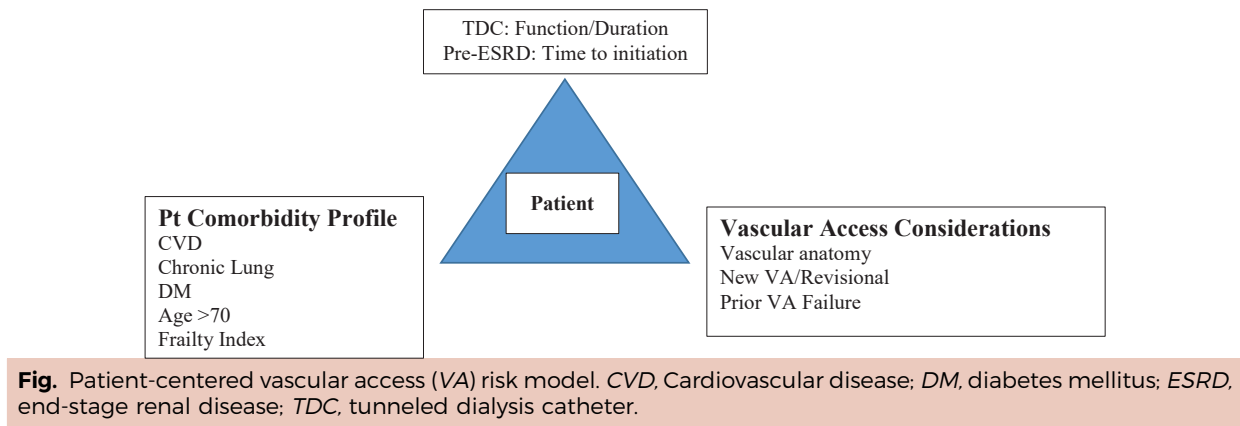 TDC: Function/Duration
Pre-ESRD: Time to initiation
Patient
Pt Comorbidity Profile
CVD
Chronic Lung
DM
Age >70
Frailty Index
Vascular Access Considerations
Vascular anatomy
New VA/Revisional
Prior VA Failure
Fig. Patient-centered vascular access (VA) risk model. CVD, Cardiovascular disease; DM, diabetes mellitus; ESRD,
end-stage renal disease; TDC, tunneled dialysis catheter.